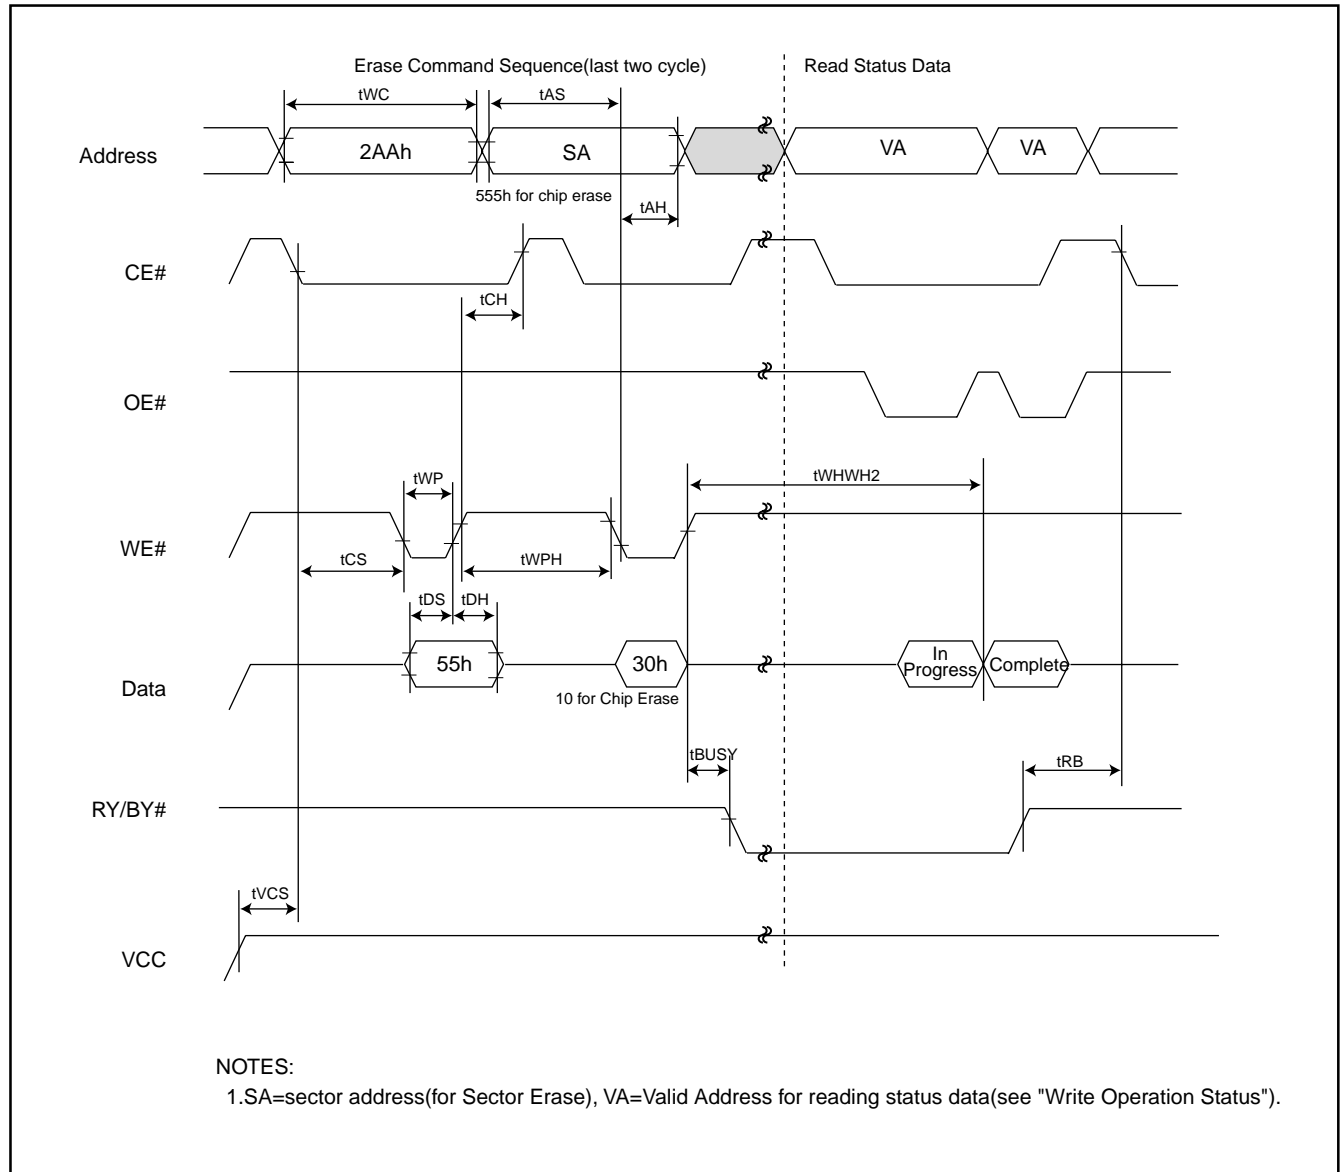 Erase Command Sequence(last two cycle)
Read Status Data
tWC
tAS
Address
2AAh
SA
VA
VA
555h for chip erase
tAH
CE#
tCH
OE#
tWP
tWHWH2
WE#
tCS
tWPH
tDS
tDH
Data
55h
30h
In
Progress
Complete
10 for Chip Erase
tBUSY
tRB
RY/BY#
tVCS
VCC
NOTES:
1.SA=sector address(for Sector Erase), VA=Valid Address for reading status data(see "Write Operation Status").